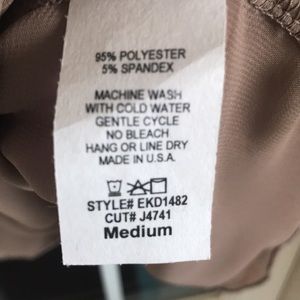 95% POLYESTER
5% SPANDEX
MACHINE WASH
WITH COLD WATER
GENTLE CYCLE
NO BLEACH
HANG OR LINE DRY
MADE IN U.S.A.
STYLE# EKD1482
CUT# J4741
Medium